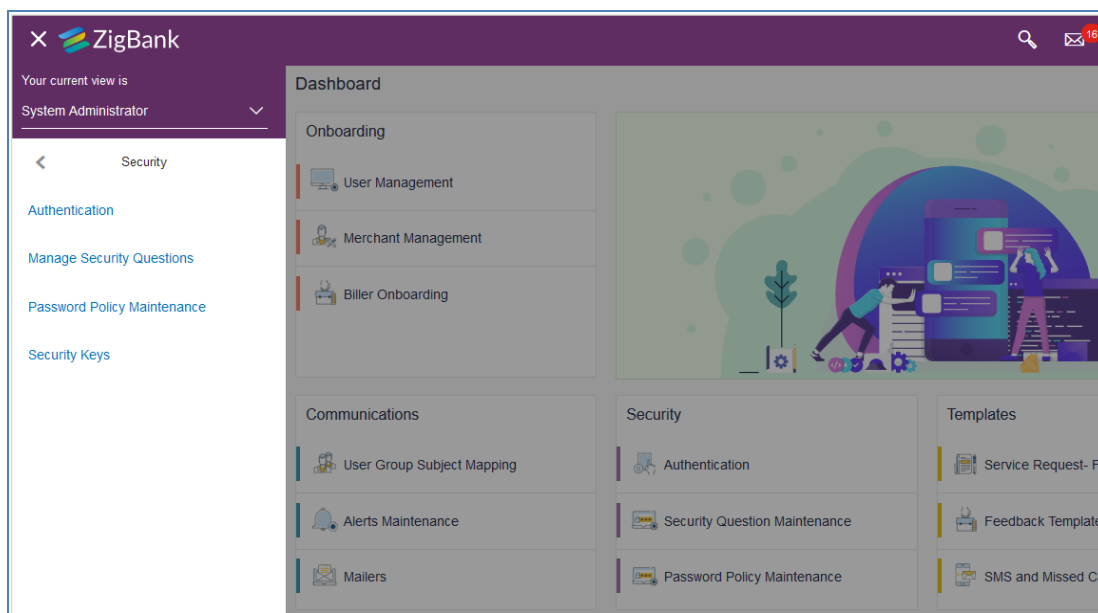 ZigBank
16
Your current view is
System Administrator
Security
Authentication
Manage Security Questions
Password Policy Maintenance
Security Keys
Dashboard
Onboarding
User Management
Merchant Management
Biller Onboarding
Communications
User Group Subject Mapping
Alerts Maintenance
Mailers
Security
Authentication
Security Question Maintenance
Password Policy Maintenance
Templates
Service Request- F
Feedback Template
SMS and Missed C